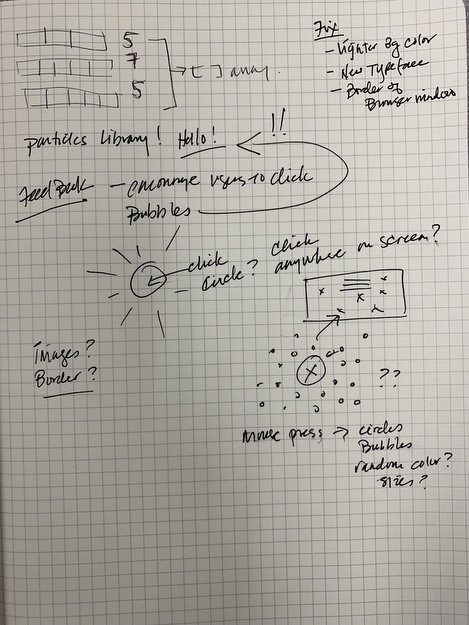 5
7
5
[ ] array.
Fix
- Lighter bg color
- New Typeface
- Border of
Browser windows
particles Library! Hello! !!
Feedback - encourage users to click
Bubbles
click
circle?
click
anywhere on screen?
Images?
Border?
x
??
mouse press → circles
Bubbles
random color?
sizes?